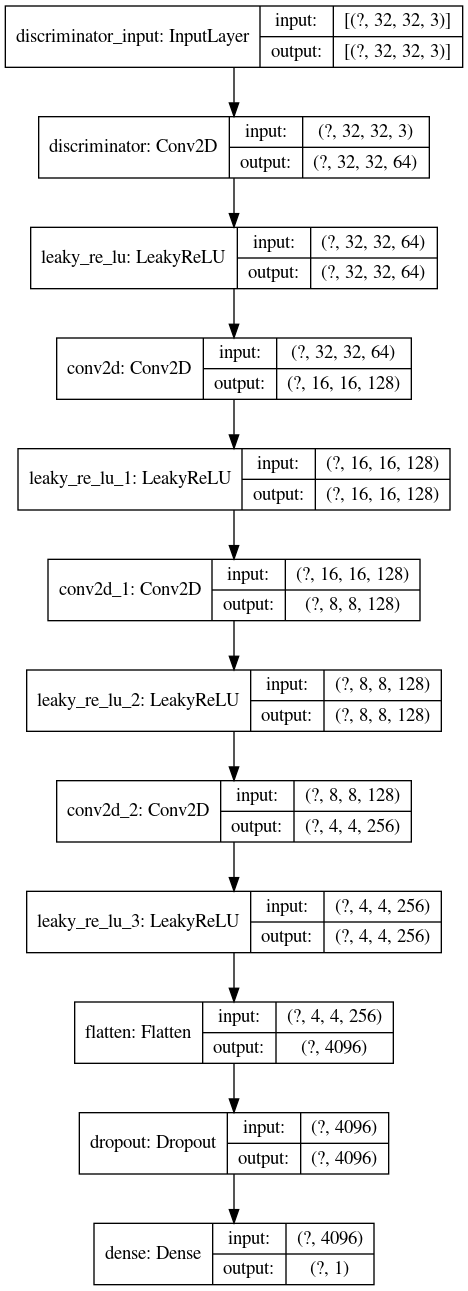 discriminator_input: InputLayer
input: [(?, 32, 32, 3)]
output: [(?, 32, 32, 3)]
discriminator: Conv2D
input: (?, 32, 32, 3)
output: (?, 32, 32, 64)
leaky_re_lu: LeakyReLU
input: (?, 32, 32, 64)
output: (?, 32, 32, 64)
conv2d: Conv2D
input: (?, 32, 32, 64)
output: (?, 16, 16, 128)
leaky_re_lu_1: LeakyReLU
input: (?, 16, 16, 128)
output: (?, 16, 16, 128)
conv2d_1: Conv2D
input: (?, 16, 16, 128)
output: (?, 8, 8, 128)
leaky_re_lu_2: LeakyReLU
input: (?, 8, 8, 128)
output: (?, 8, 8, 128)
conv2d_2: Conv2D
input: (?, 8, 8, 128)
output: (?, 4, 4, 256)
leaky_re_lu_3: LeakyReLU
input: (?, 4, 4, 256)
output: (?, 4, 4, 256)
flatten: Flatten
input: (?, 4, 4, 256)
output: (?, 4096)
dropout: Dropout
input: (?, 4096)
output: (?, 4096)
dense: Dense
input: (?, 4096)
output: (?, 1)